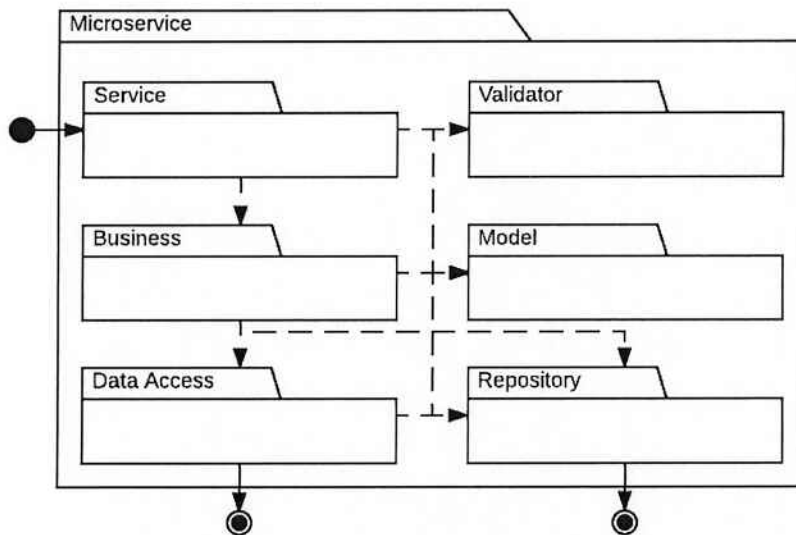 Microservice
Service
Validator
Business
Model
Data Access
Repository